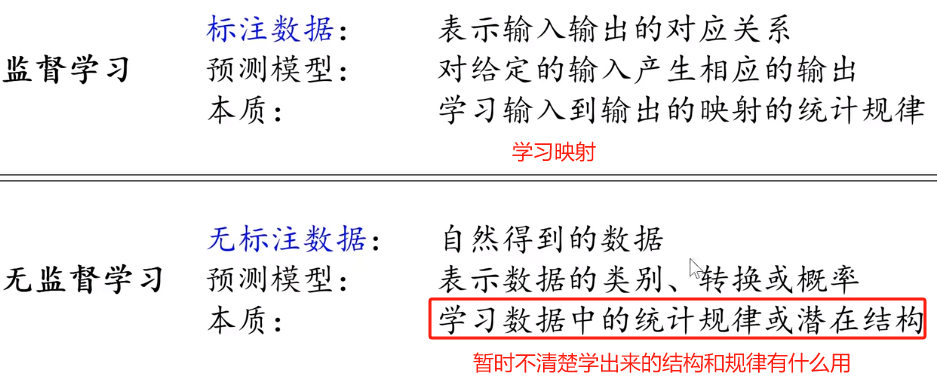 标注数据: 表示输入输出的对应关系
监督学习 预测模型: 对给定的输入产生相应的输出
本质: 学习输入到输出的映射的统计规律
学习映射
无标注数据: 自然得到的数据
无监督学习 预测模型: 表示数据的类别、转换或概率
本质: 学习数据中的统计规律或潜在结构
暂时不清楚学出来的结构和规律有什么用